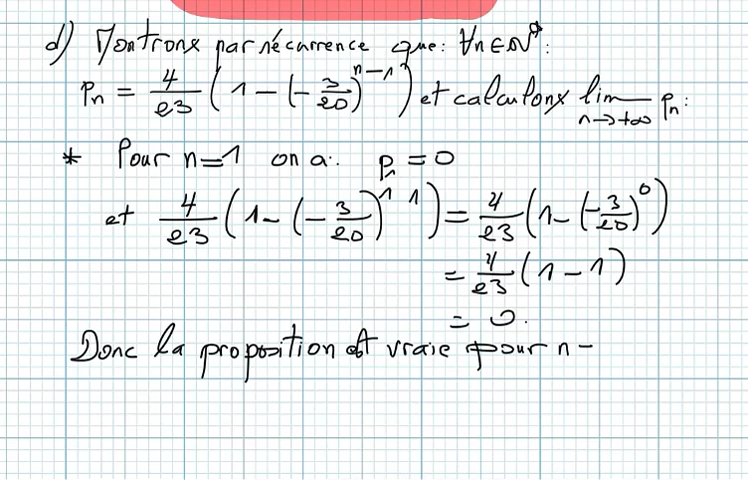 d) Montrons par récurrence que: ∀n∈ℕ*:
pₙ = 4/23 (1-(-3/20)^(n-1)) et calculons lim n→+∞ pₙ:
* Pour n=1 on a: p₁ = 0
et 4/23 (1-(-3/20)^(1-1)) = 4/23 (1-(-3/20)^0)
= 4/23 (1-1)
= 0.
Donc la proposition est vraie pour n -